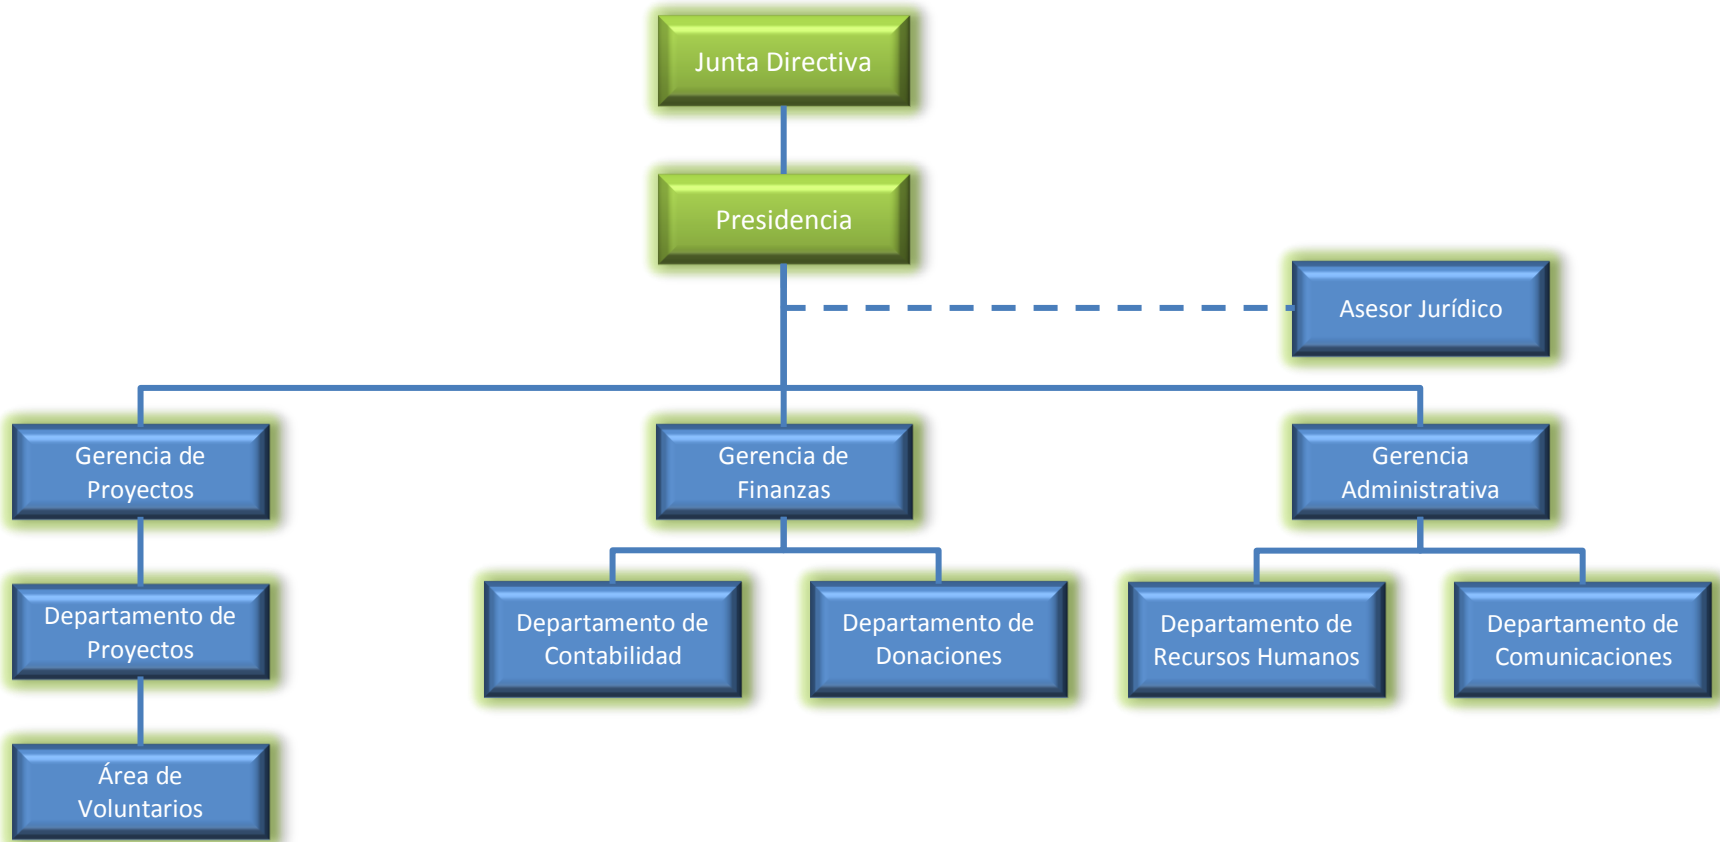 Junta Directiva
Presidencia
Asesor Jurídico
Gerencia de
Proyectos
Gerencia de
Finanzas
Gerencia
Administrativa
Departamento de
Proyectos
Departamento de
Contabilidad
Departamento de
Donaciones
Departamento de
Recursos Humanos
Departamento de
Comunicaciones
Área de
Voluntarios